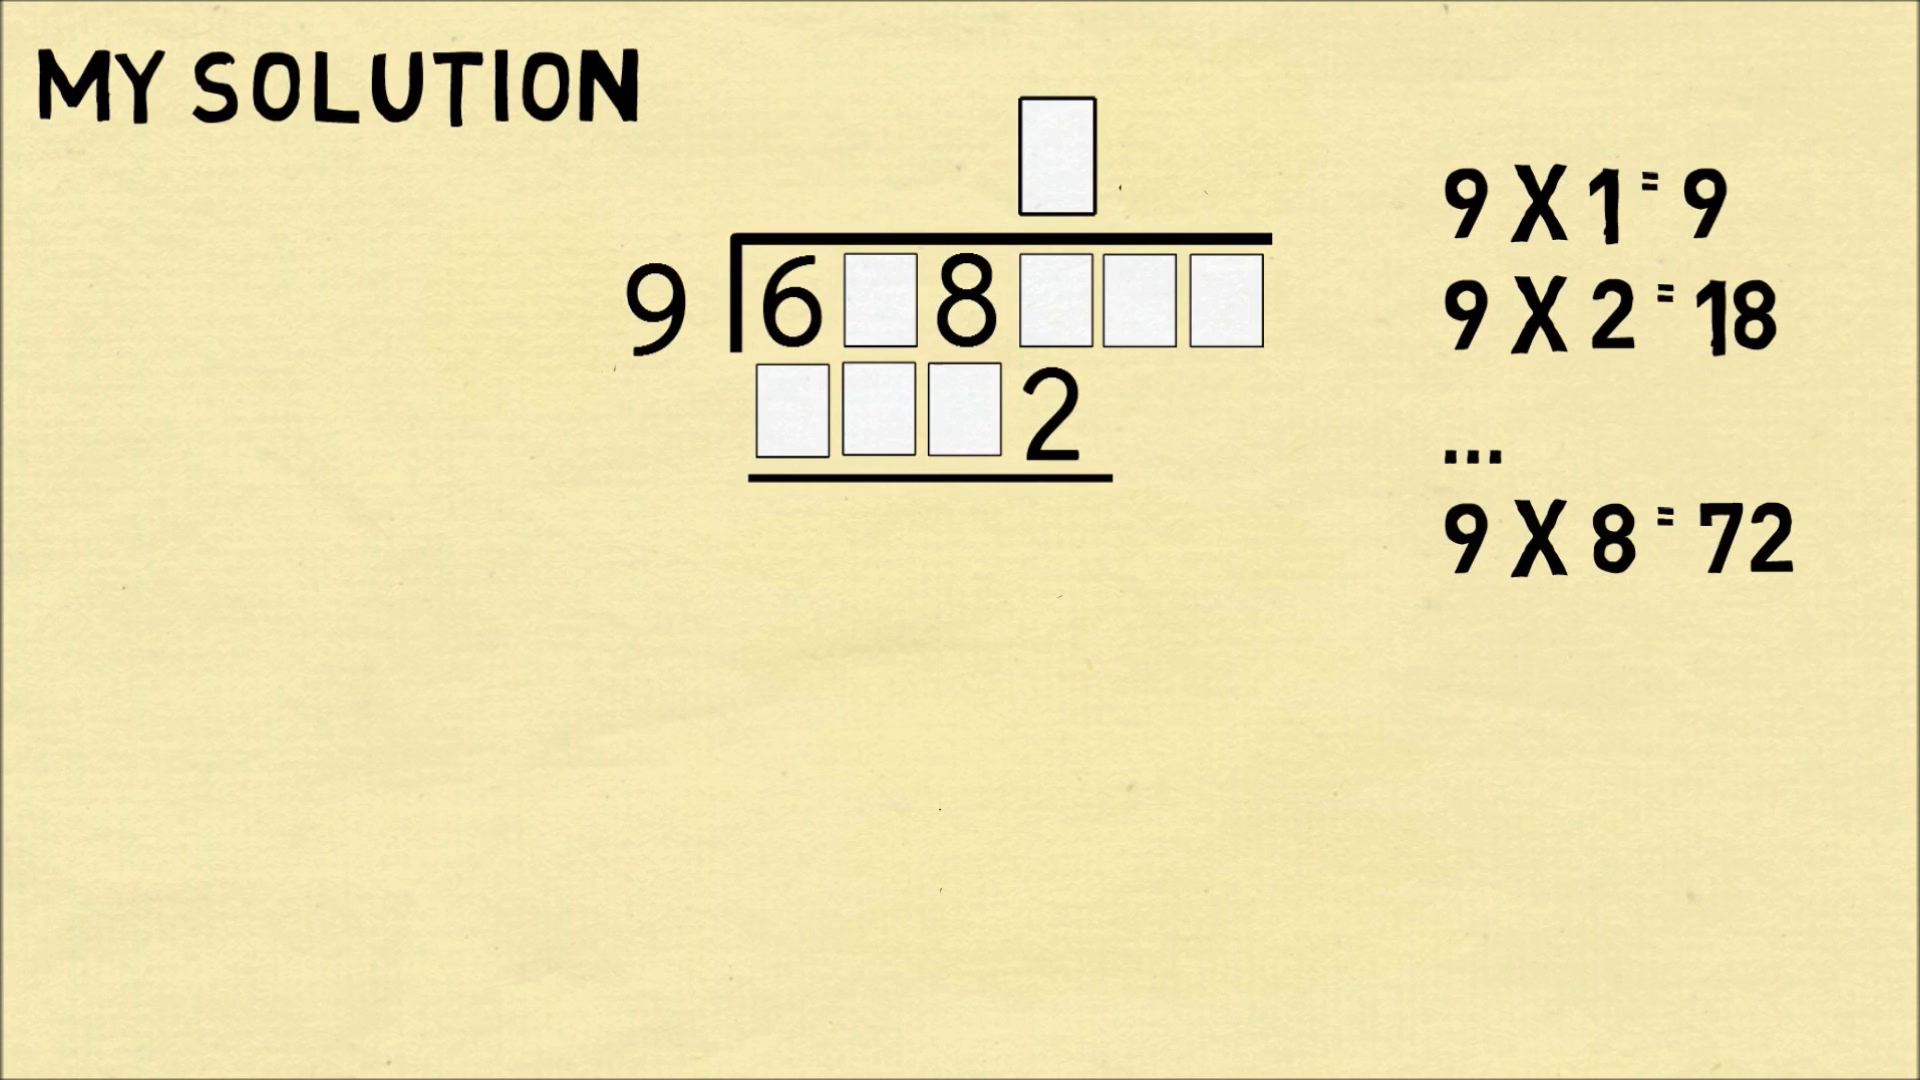 MY SOLUTION
9 6 8
2
9 X 1 = 9
9 X 2 = 18
...
9 X 8 = 72